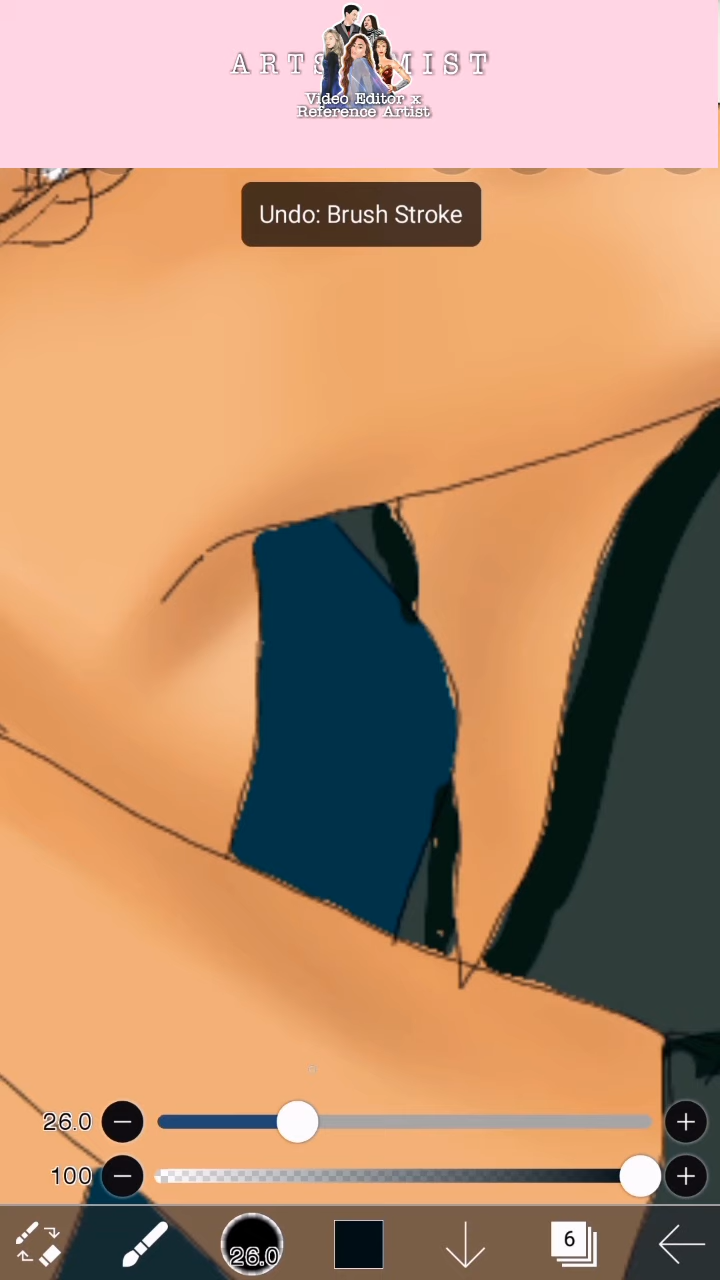 ARTS MIST
Video Editor x
Reference Artist
Undo: Brush Stroke
26.0
100
26.0
6